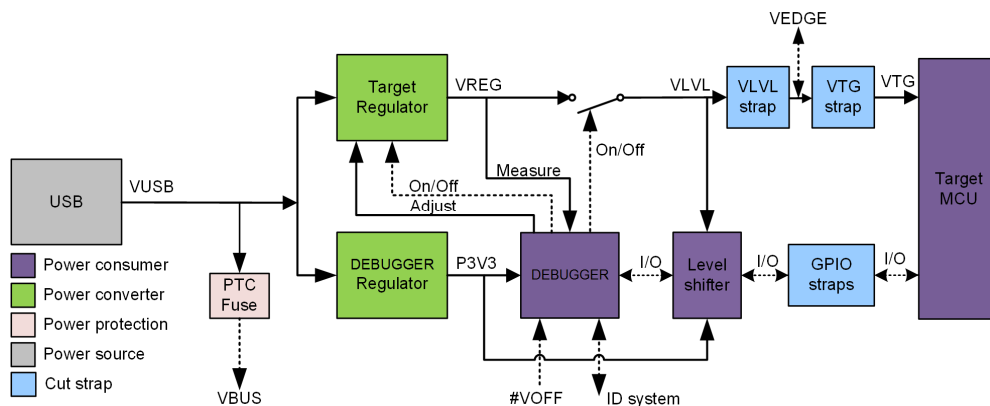 VEDGE
Target
Regulator
VREG
VLVL
VLVL
strap
VTG
strap
VTG
On/Off
Measure
USB
VUSB
On/Off
Adjust
Target
MCU
DEBUGGER
Regulator
P3V3
DEBUGGER
I/O
Level
shifter
I/O
GPIO
straps
I/O
PTC
Fuse
Power consumer
Power converter
Power protection
Power source
Cut strap
VBUS
#VOFF
ID system